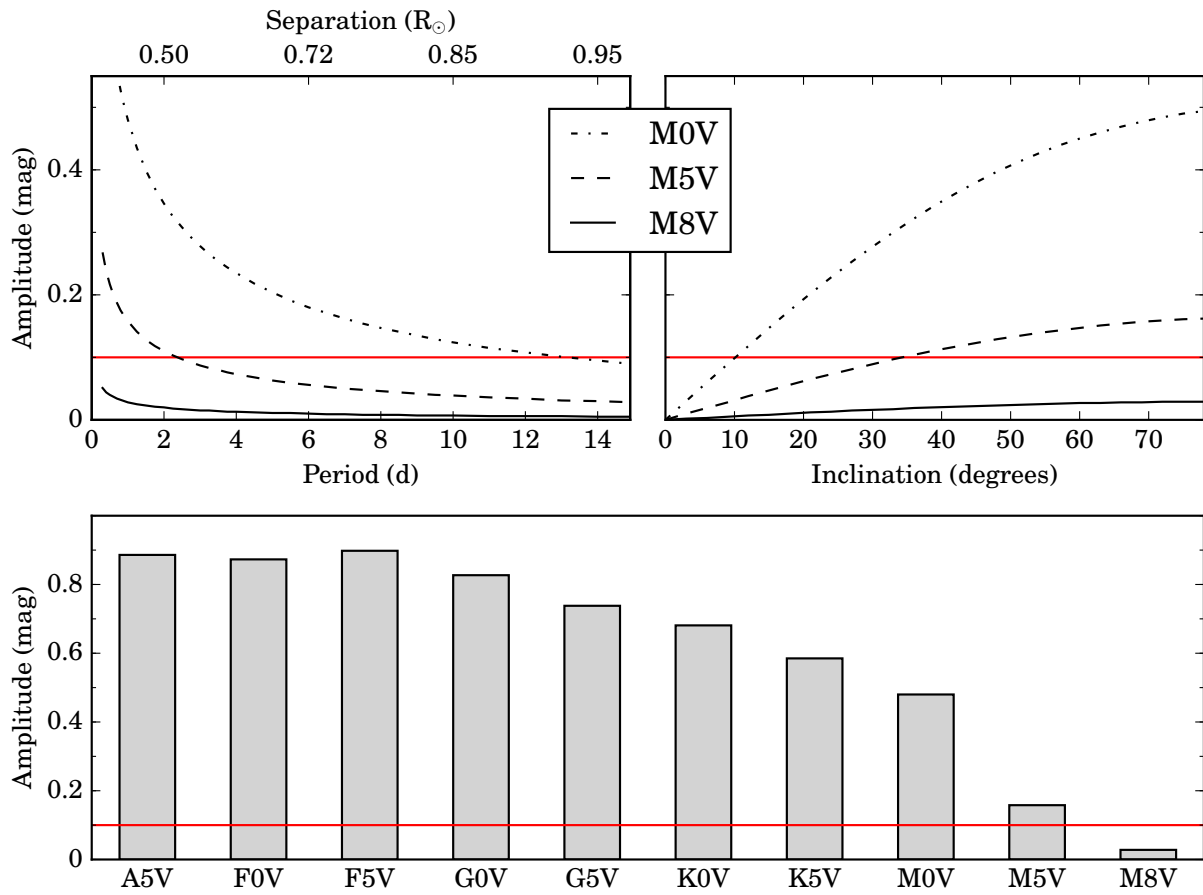 Separation (R☉)
0.50 0.72 0.85 0.95
M0V
M5V
M8V
Amplitude (mag)
0.4
0.2
0
0 2 4 6 8 10 12 14
Period (d)
0 10 20 30 40 50 60 70
Inclination (degrees)
Amplitude (mag)
0.8
0.6
0.4
0.2
0
A5V F0V F5V G0V G5V K0V K5V M0V M5V M8V